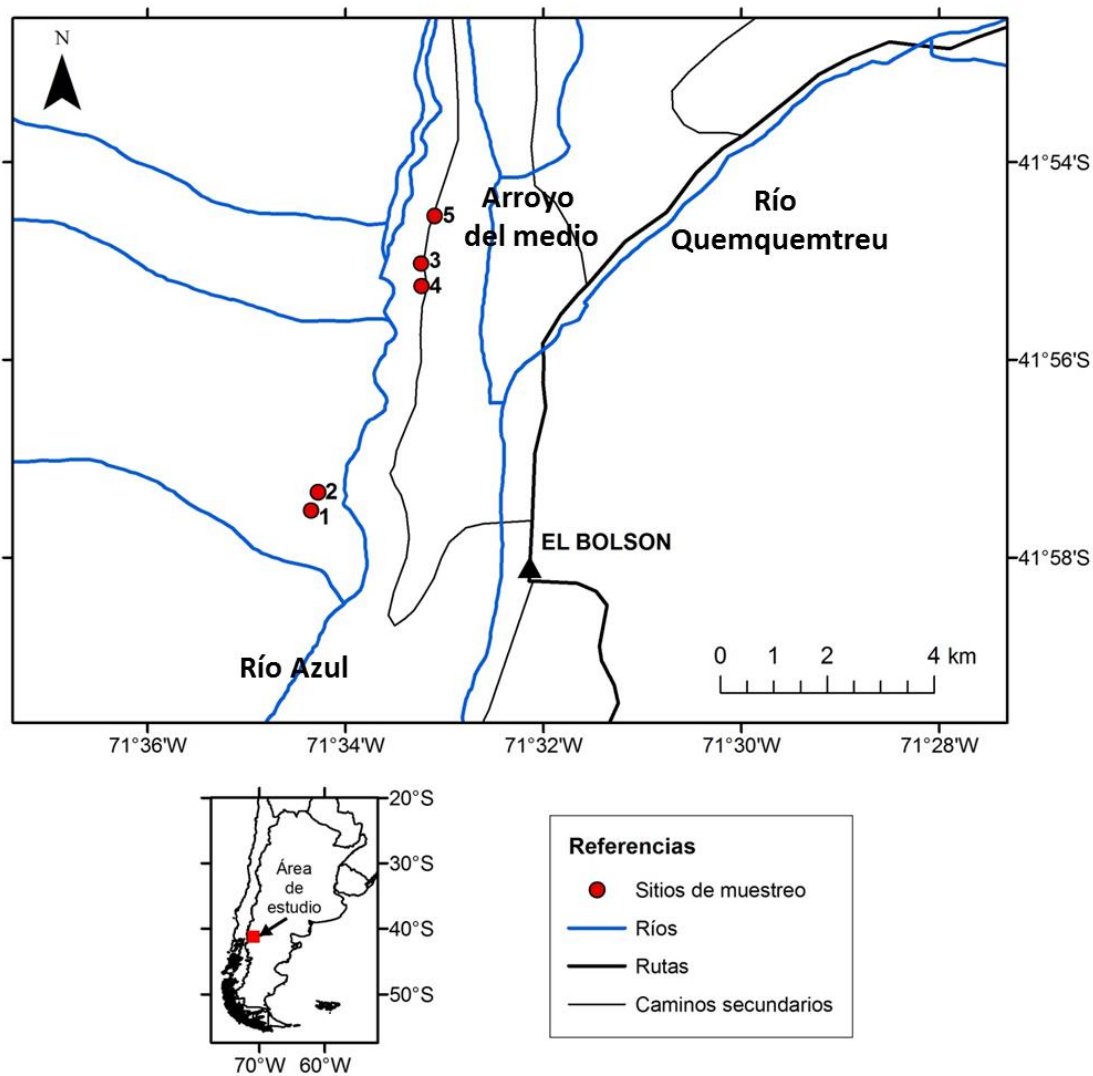 N
41°54'S
Arroyo
del medio
Río
Quemquemtreu
5
3
4
41°56'S
2
1
EL BOLSON
41°58'S
Río Azul
0 1 2 4 km
71°36'W 71°34'W 71°32'W 71°30'W 71°28'W
20°S
30°S
40°S
50°S
Área
de
estudio
70°W 60°W
Referencias
Sitios de muestreo
Ríos
Rutas
Caminos secundarios